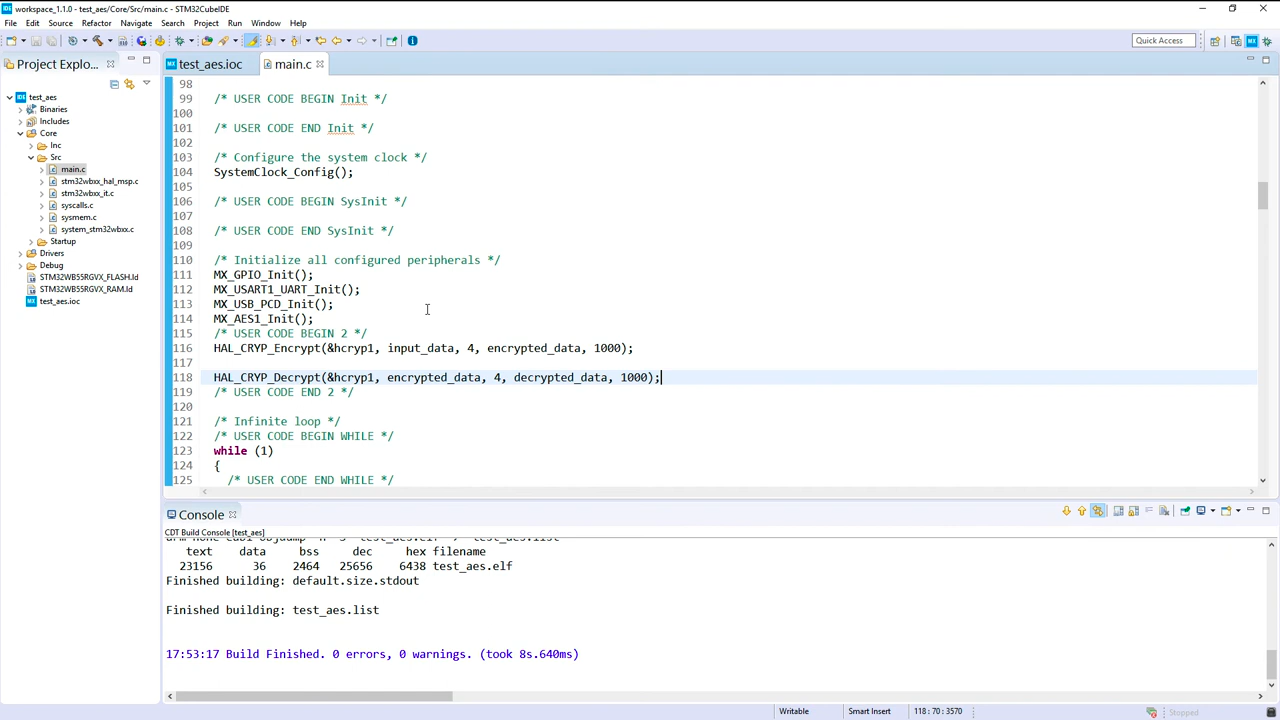 workspace_1.1.0 - test_aes/Core/Src/main.c - STM32CubeIDE
File Edit Source Refactor Navigate Search Project Run Window Help
Quick Access
Project Explo...
test_aes.ioc
main.c
test_aes
Binaries
Includes
Core
Inc
Src
main.c
stm32wbxx_hal_msp.c
stm32wbxx_it.c
syscalls.c
sysmem.c
system_stm32wbxx.c
Startup
Drivers
Debug
STM32WB55RGVX_FLASH.ld
STM32WB55RGVX_RAM.ld
test_aes.ioc
98
99 /* USER CODE BEGIN Init */
100
101 /* USER CODE END Init */
102
103 /* Configure the system clock */
104 SystemClock_Config();
105
106 /* USER CODE BEGIN SysInit */
107
108 /* USER CODE END SysInit */
109
110 /* Initialize all configured peripherals */
111 MX_GPIO_Init();
112 MX_USART1_UART_Init();
113 MX_USB_PCD_Init();
114 MX_AES1_Init();
115 /* USER CODE BEGIN 2 */
116 HAL_CRYP_Encrypt(&hcryp1, input_data, 4, encrypted_data, 1000);
117
118 HAL_CRYP_Decrypt(&hcryp1, encrypted_data, 4, decrypted_data, 1000);
119 /* USER CODE END 2 */
120
121 /* Infinite loop */
122 /* USER CODE BEGIN WHILE */
123 while (1)
124 {
125 /* USER CODE END WHILE */
Console
CDT Build Console [test_aes]
text data bss dec hex filename
23156 36 2464 25656 6438 test_aes.elf
Finished building: default.size.stdout
Finished building: test_aes.list
17:53:17 Build Finished. 0 errors, 0 warnings. (took 8s.640ms)
Writable
Smart Insert
118 : 70 : 3570
Stopped